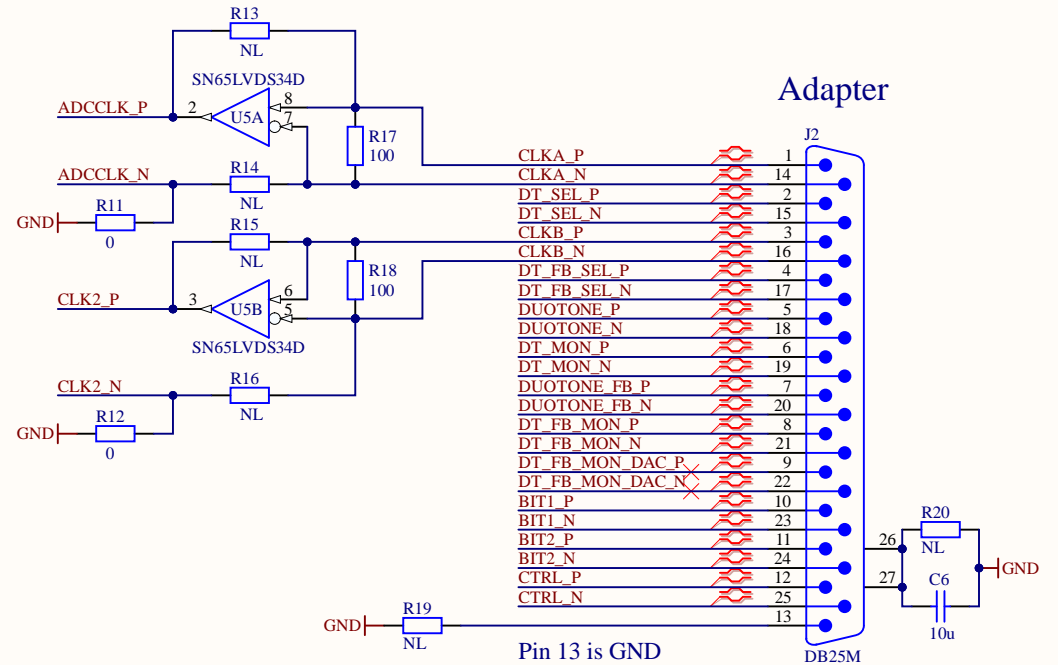 R13
NL
SN65LVDS34D
ADCCLK_P
2
U5A
8
7
R17
100
ADCCLK_N
R14
NL
GND
R11
0
R15
NL
CLK2_P
3
U5B
6
5
R18
100
SN65LVDS34D
CLK2_N
R16
NL
GND
R12
0
Adapter
J2
CLKA_P 1
CLKA_N 14
DT_SEL_P 2
DT_SEL_N 15
CLKB_P 3
CLKB_N 16
DT_FB_SEL_P 4
DT_FB_SEL_N 17
DUOTONE_P 5
DUOTONE_N 18
DT_MON_P 6
DT_MON_N 19
DUOTONE_FB_P 7
DUOTONE_FB_N 20
DT_FB_MON_P 8
DT_FB_MON_N 21
DT_FB_MON_DAC_P 9
DT_FB_MON_DAC_N 22
BIT1_P 10
BIT1_N 23
BIT2_P 11
BIT2_N 24
CTRL_P 12
CTRL_N 25
13
GND
R19
NL
Pin 13 is GND
DB25M
26
27
R20
NL
C6
10u
GND